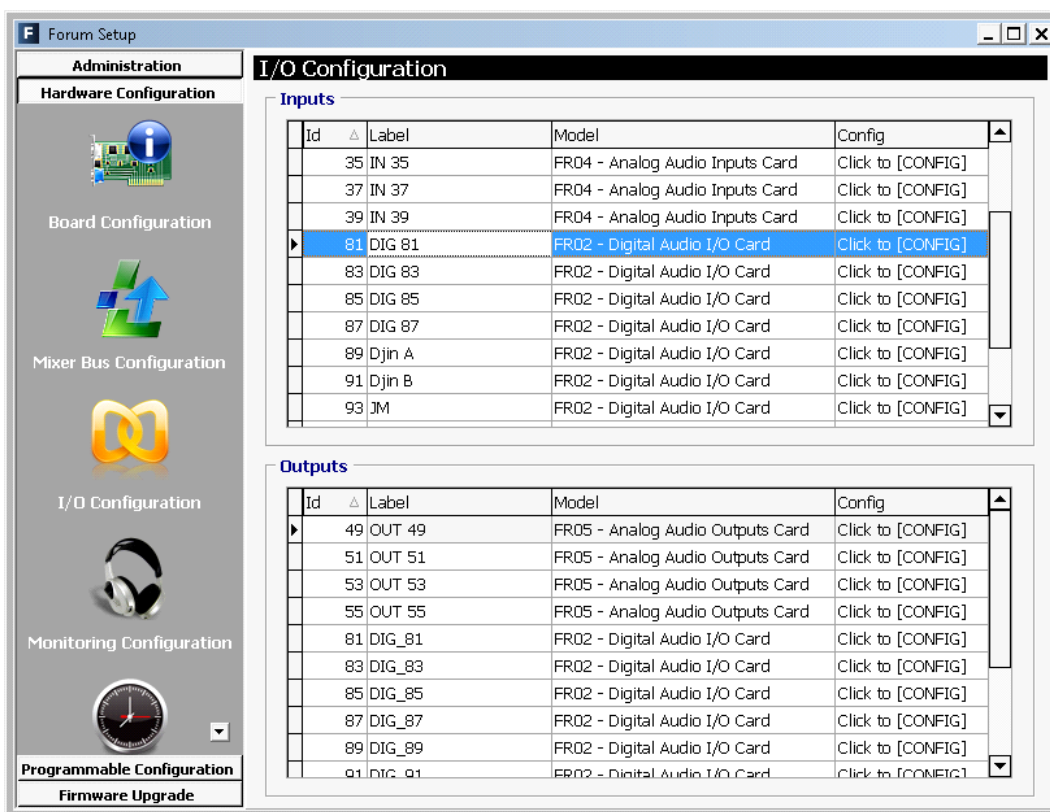 F Forum Setup
Administration
Hardware Configuration
Board Configuration
Mixer Bus Configuration
I/O Configuration
Monitoring Configuration
Programmable Configuration
Firmware Upgrade
I/O Configuration
Inputs
Id Label Model Config
35 IN 35 FR04 - Analog Audio Inputs Card Click to [CONFIG]
37 IN 37 FR04 - Analog Audio Inputs Card Click to [CONFIG]
39 IN 39 FR04 - Analog Audio Inputs Card Click to [CONFIG]
81 DIG 81 FR02 - Digital Audio I/O Card Click to [CONFIG]
83 DIG 83 FR02 - Digital Audio I/O Card Click to [CONFIG]
85 DIG 85 FR02 - Digital Audio I/O Card Click to [CONFIG]
87 DIG 87 FR02 - Digital Audio I/O Card Click to [CONFIG]
89 Djin A FR02 - Digital Audio I/O Card Click to [CONFIG]
91 Djin B FR02 - Digital Audio I/O Card Click to [CONFIG]
93 JM FR02 - Digital Audio I/O Card Click to [CONFIG]
Outputs
Id Label Model Config
49 OUT 49 FR05 - Analog Audio Outputs Card Click to [CONFIG]
51 OUT 51 FR05 - Analog Audio Outputs Card Click to [CONFIG]
53 OUT 53 FR05 - Analog Audio Outputs Card Click to [CONFIG]
55 OUT 55 FR05 - Analog Audio Outputs Card Click to [CONFIG]
81 DIG_81 FR02 - Digital Audio I/O Card Click to [CONFIG]
83 DIG_83 FR02 - Digital Audio I/O Card Click to [CONFIG]
85 DIG_85 FR02 - Digital Audio I/O Card Click to [CONFIG]
87 DIG_87 FR02 - Digital Audio I/O Card Click to [CONFIG]
89 DIG_89 FR02 - Digital Audio I/O Card Click to [CONFIG]
91 DIG_91 FR02 - Digital Audio I/O Card Click to [CONFIG]